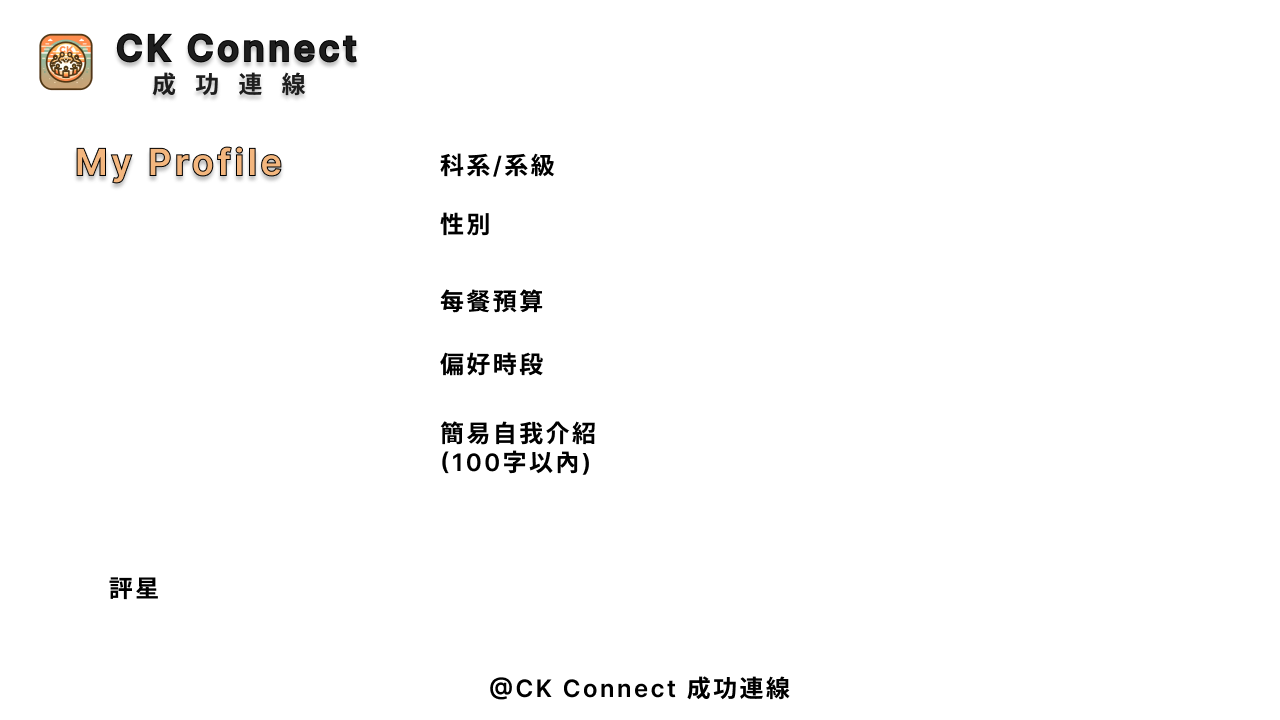 CK Connect
成功連線
My Profile
科系/系級
性別
每餐預算
偏好時段
簡易自我介紹
(100字以內)
評星
@CK Connect 成功連線